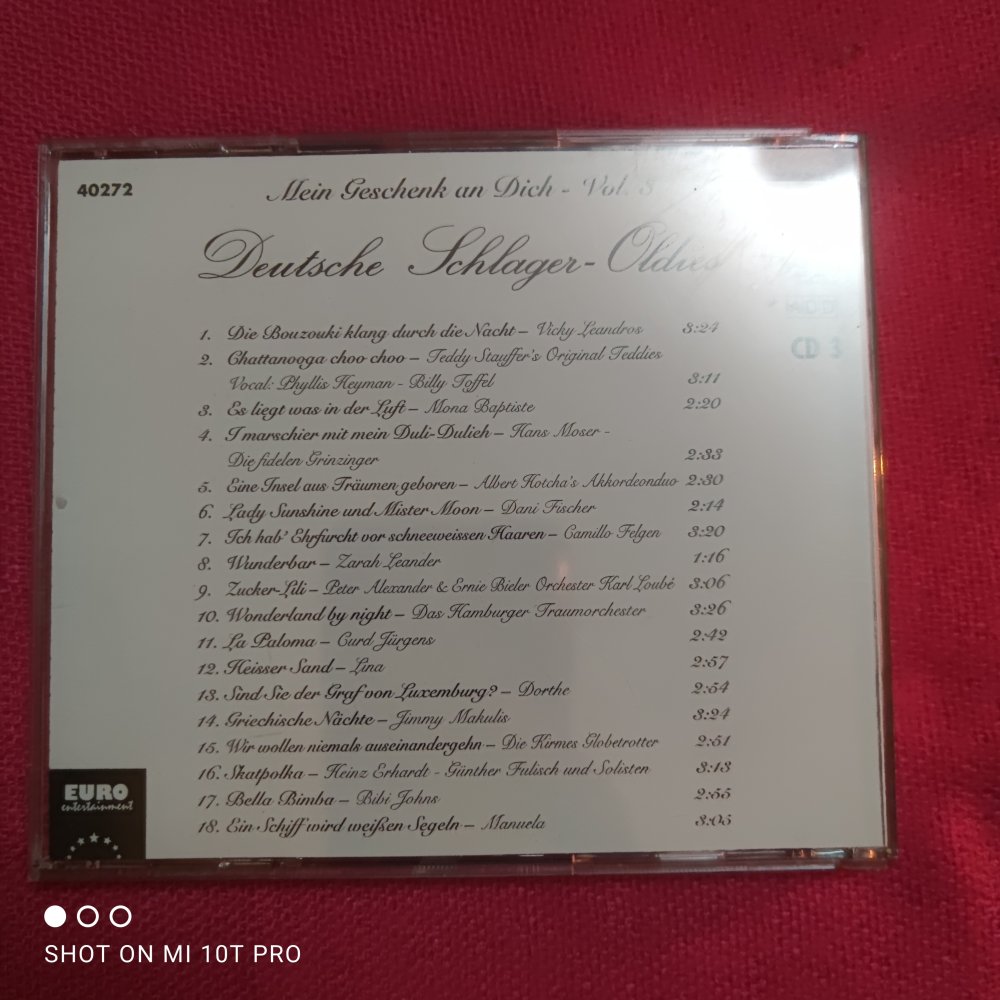 40272
Mein Geschenk an Dich - Vol. 3
Deutsche Schlager-Oldies
CD 3
1. Die Bouzouki klang durch die Nacht – Vicky Leandros 3:24
2. Chattanooga choo choo – Teddy Stauffer's Original Teddies
Vocal: Phyllis Heyman - Billy Toffel 3:11
3. Es liegt was in der Luft – Mona Baptiste 2:20
4. I marschier mit mein Duli-Dulieh – Hans Moser -
Die fidelen Grinzinger 2:33
5. Eine Insel aus Träumen geboren – Albert Hotcha's Akkordeonduo 2:30
6. Lady Sunshine und Mister Moon – Dani Fischer 2:14
7. Ich hab' Ehrfurcht vor schneeweissen Haaren – Camillo Felgen 3:20
8. Wunderbar – Zarah Leander 1:16
9. Zucker-Lili – Peter Alexander & Ernie Bieler Orchester Karl Loubé 3:06
10. Wonderland by night – Das Hamburger Traumorchester 3:26
11. La Paloma – Curd Jürgens 2:42
12. Heisser Sand – Lina 2:57
13. Sind Sie der Graf von Luxemburg? – Dorthe 2:54
14. Griechische Nächte – Jimmy Makulis 3:24
15. Wir wollen niemals auseinandergehn – Die Kirmes Globetrotter 2:51
16. Skatpolka – Heinz Erhardt - Günther Fulisch und Solisten 3:13
17. Bella Bimba – Bibi Johns 2:55
18. Ein Schiff wird weißen Segeln – Manuela 3:05
EURO
entertainment
SHOT ON MI 10T PRO